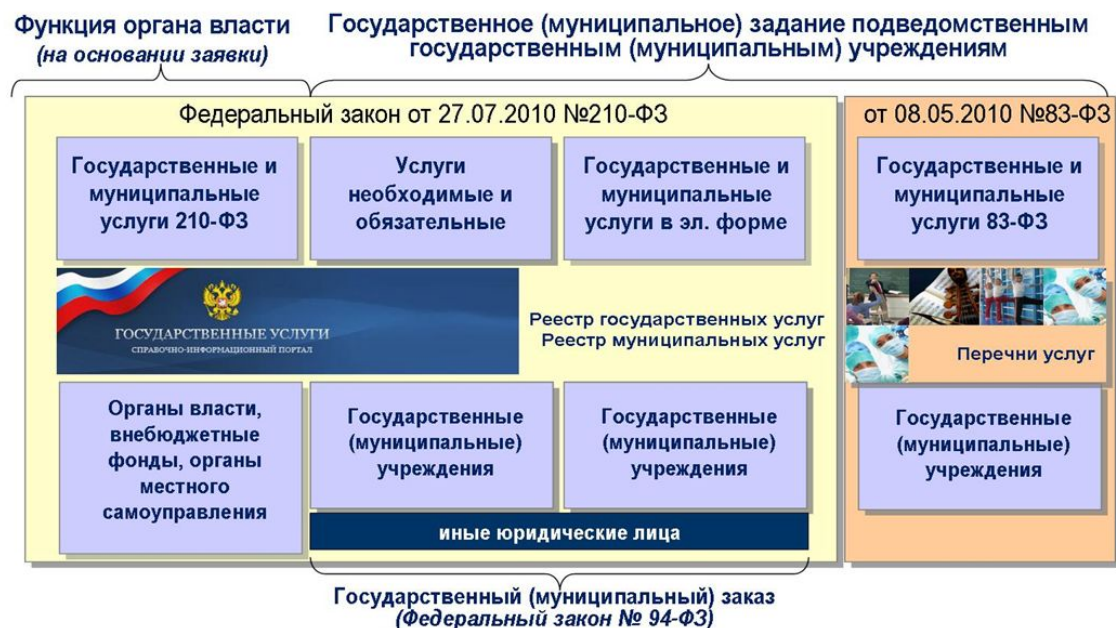 Функция органа власти
(на основании заявки)
Государственное (муниципальное) задание подведомственным
государственным (муниципальным) учреждениям
Федеральный закон от 27.07.2010 №210-ФЗ
от 08.05.2010 №83-ФЗ
Государственные и
муниципальные
услуги 210-ФЗ
Услуги
необходимые и
обязательные
Государственные и
муниципальные
услуги в эл. форме
Государственные и
муниципальные
услуги 83-ФЗ
ГОСУДАРСТВЕННЫЕ УСЛУГИ
СПРАВОЧНО-ИНФОРМАЦИОННЫЙ ПОРТАЛ
Реестр государственных услуг
Реестр муниципальных услуг
Перечни услуг
Органы власти,
внебюджетные
фонды, органы
местного
самоуправления
Государственные
(муниципальные)
учреждения
Государственные
(муниципальные)
учреждения
Государственные
(муниципальные)
учреждения
иные юридические лица
Государственный (муниципальный) заказ
(Федеральный закон № 94-ФЗ)